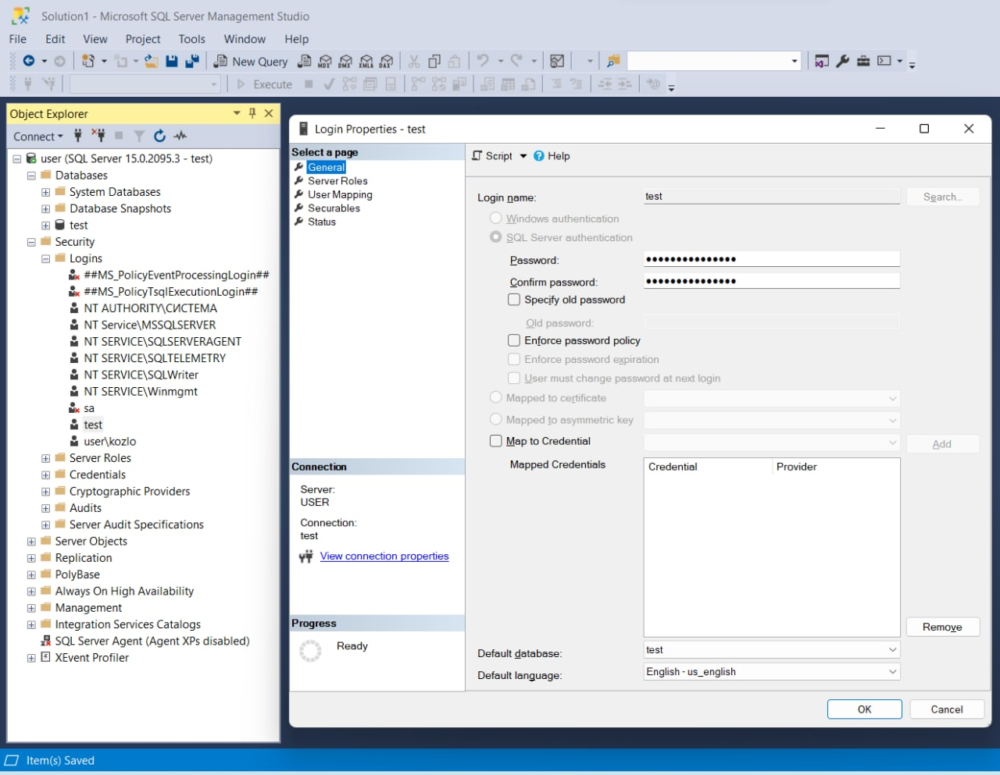 Solution1 - Microsoft SQL Server Management Studio
File Edit View Project Tools Window Help
New Query MDX DMX XMLA DAX
Execute
Object Explorer
Connect
user (SQL Server 15.0.2095.3 - test)
Databases
System Databases
Database Snapshots
test
Security
Logins
##MS_PolicyEventProcessingLogin##
##MS_PolicyTsqlExecutionLogin##
NT AUTHORITY\СИСТЕМА
NT Service\MSSQLSERVER
NT SERVICE\SQLSERVERAGENT
NT SERVICE\SQLTELEMETRY
NT SERVICE\SQLWriter
NT SERVICE\Winmgmt
sa
test
user\kozlo
Server Roles
Credentials
Cryptographic Providers
Audits
Server Audit Specifications
Server Objects
Replication
PolyBase
Always On High Availability
Management
Integration Services Catalogs
SQL Server Agent (Agent XPs disabled)
XEvent Profiler
Login Properties - test
Select a page
General
Server Roles
User Mapping
Securables
Status
Connection
Server:
USER
Connection:
test
View connection properties
Progress
Ready
Script Help
Login name: test Search...
Windows authentication
SQL Server authentication
Password: •••••••••••••••
Confirm password: •••••••••••••••
Specify old password
Old password:
Enforce password policy
Enforce password expiration
User must change password at next login
Mapped to certificate
Mapped to asymmetric key
Map to Credential Add
Mapped Credentials Credential Provider
Remove
Default database: test
Default language: English - us_english
OK Cancel
Item(s) Saved